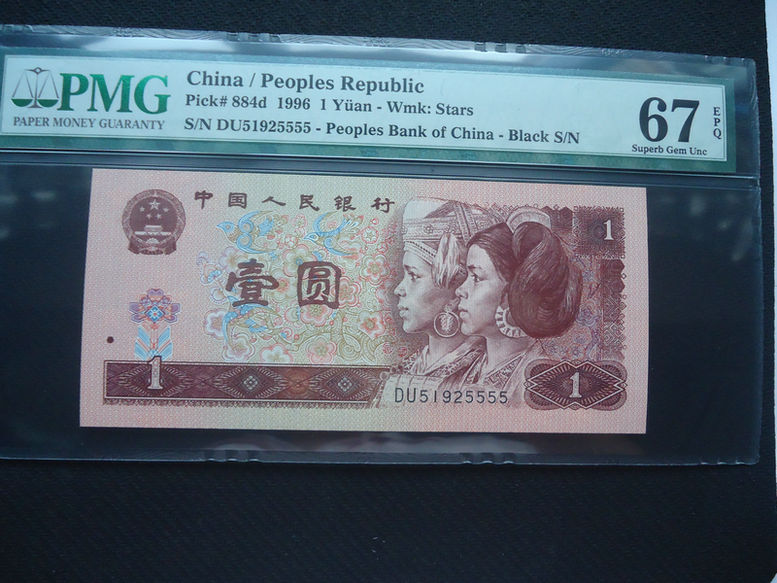 PMG
PAPER MONEY GUARANTY
China / Peoples Republic
Pick# 884d 1996 1 Yüan - Wmk: Stars
S/N DU51925555 - Peoples Bank of China - Black S/N
67
EPQ
Superb Gem Unc
中国人民银行
1
壹圆
1
1
DU51925555